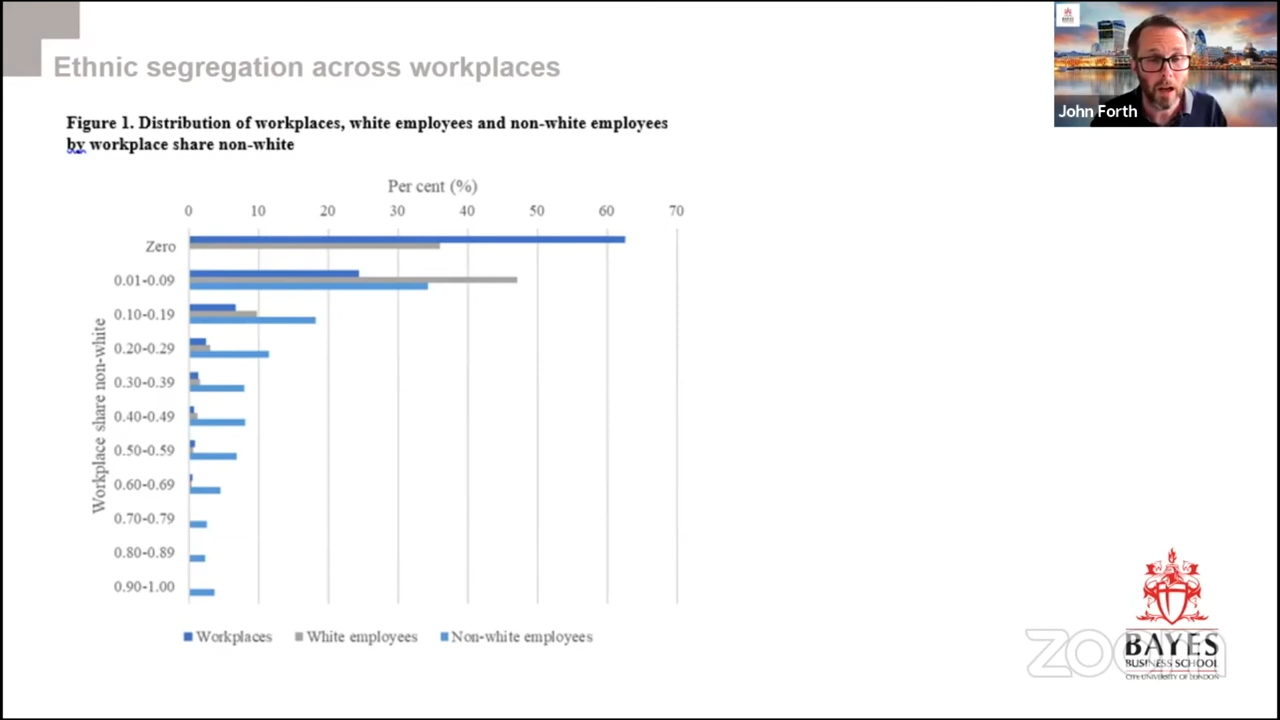 Ethnic segregation across workplaces
John Forth
Figure 1. Distribution of workplaces, white employees and non-white employees
by workplace share non-white
Per cent (%)
0 10 20 30 40 50 60 70
Workplace share non-white
Zero
0.01-0.09
0.10-0.19
0.20-0.29
0.30-0.39
0.40-0.49
0.50-0.59
0.60-0.69
0.70-0.79
0.80-0.89
0.90-1.00
Workplaces White employees Non-white employees
zoom
BAYES
BUSINESS SCHOOL
CITY, UNIVERSITY OF LONDON